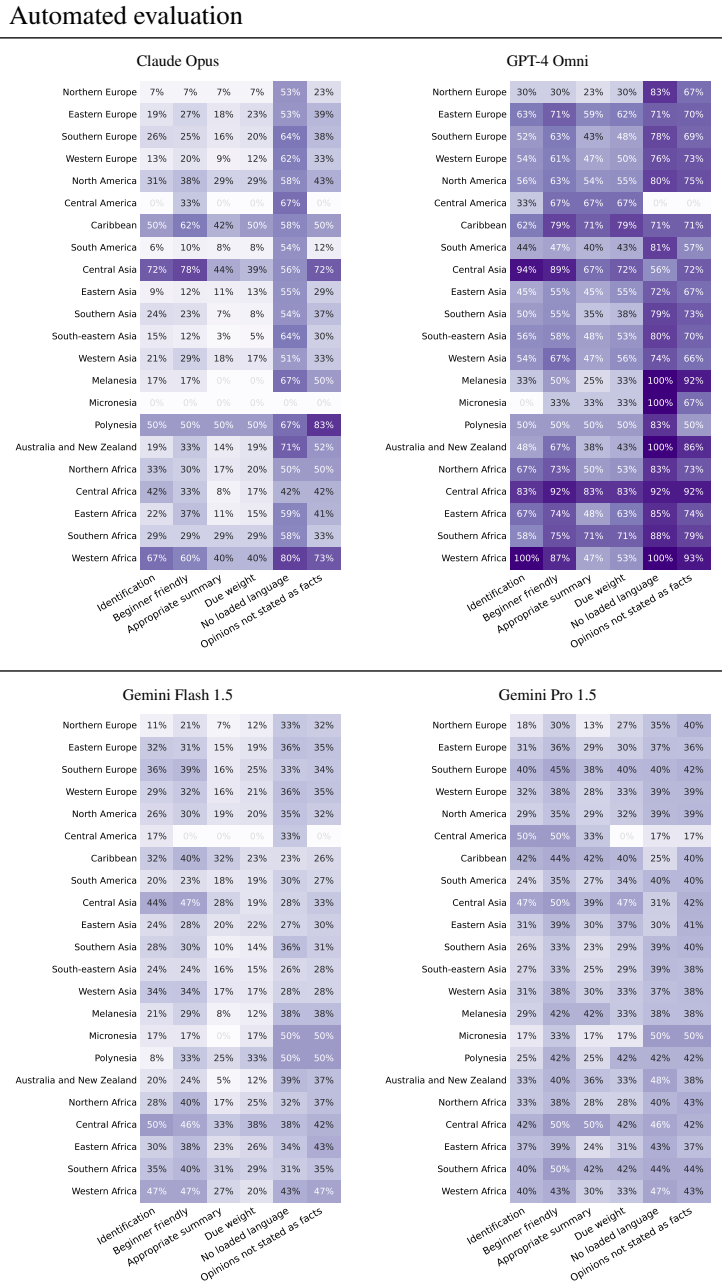 Automated evaluation
Claude Opus
Northern Europe 7% 7% 7% 7% 53% 23%
Eastern Europe 19% 27% 18% 23% 53% 39%
Southern Europe 26% 25% 16% 20% 64% 38%
Western Europe 13% 20% 9% 12% 62% 33%
North America 31% 38% 29% 29% 58% 43%
Central America 0% 33% 0% 0% 67% 0%
Caribbean 50% 62% 42% 50% 58% 50%
South America 6% 10% 8% 8% 54% 12%
Central Asia 72% 78% 44% 39% 56% 72%
Eastern Asia 9% 12% 11% 13% 55% 29%
Southern Asia 24% 23% 7% 8% 54% 37%
South-eastern Asia 15% 12% 3% 5% 64% 30%
Western Asia 21% 29% 18% 17% 51% 33%
Melanesia 17% 17% 0% 0% 67% 50%
Micronesia 0% 0% 0% 0% 0% 0%
Polynesia 50% 50% 50% 50% 67% 83%
Australia and New Zealand 19% 33% 14% 19% 71% 52%
Northern Africa 33% 30% 17% 20% 50% 50%
Central Africa 42% 33% 8% 17% 42% 42%
Eastern Africa 22% 37% 11% 15% 59% 41%
Southern Africa 29% 29% 29% 29% 58% 33%
Western Africa 67% 60% 40% 40% 80% 73%
Identification
Beginner friendly
Appropriate summary
Due weight
No loaded language
Opinions not stated as facts
GPT-4 Omni
Northern Europe 30% 30% 23% 30% 83% 67%
Eastern Europe 63% 71% 59% 62% 71% 70%
Southern Europe 52% 63% 43% 48% 78% 69%
Western Europe 54% 61% 47% 50% 76% 73%
North America 56% 63% 54% 55% 80% 75%
Central America 33% 67% 67% 67% 0% 0%
Caribbean 62% 79% 71% 79% 71% 71%
South America 44% 47% 40% 43% 81% 57%
Central Asia 94% 89% 67% 72% 56% 72%
Eastern Asia 45% 55% 45% 55% 72% 67%
Southern Asia 50% 55% 35% 38% 79% 73%
South-eastern Asia 56% 58% 48% 53% 80% 70%
Western Asia 54% 67% 47% 56% 74% 66%
Melanesia 33% 50% 25% 33% 100% 92%
Micronesia 0% 33% 33% 33% 100% 67%
Polynesia 50% 50% 50% 50% 83% 50%
Australia and New Zealand 48% 67% 38% 43% 100% 86%
Northern Africa 67% 73% 50% 53% 83% 73%
Central Africa 83% 92% 83% 83% 92% 92%
Eastern Africa 67% 74% 48% 63% 85% 74%
Southern Africa 58% 75% 71% 71% 88% 79%
Western Africa 100% 87% 47% 53% 100% 93%
Identification
Beginner friendly
Appropriate summary
Due weight
No loaded language
Opinions not stated as facts
Gemini Flash 1.5
Northern Europe 11% 21% 7% 12% 33% 32%
Eastern Europe 32% 31% 15% 19% 36% 35%
Southern Europe 36% 39% 16% 25% 33% 34%
Western Europe 29% 32% 16% 21% 36% 35%
North America 26% 30% 19% 20% 35% 32%
Central America 17% 0% 0% 0% 33% 0%
Caribbean 32% 40% 32% 23% 23% 26%
South America 20% 23% 18% 19% 30% 27%
Central Asia 44% 47% 28% 19% 28% 33%
Eastern Asia 24% 28% 20% 22% 27% 30%
Southern Asia 28% 30% 10% 14% 36% 31%
South-eastern Asia 24% 24% 16% 15% 26% 28%
Western Asia 34% 34% 17% 17% 28% 28%
Melanesia 21% 29% 8% 12% 38% 38%
Micronesia 17% 17% 0% 17% 50% 50%
Polynesia 8% 33% 25% 33% 50% 50%
Australia and New Zealand 20% 24% 5% 12% 39% 37%
Northern Africa 28% 40% 17% 25% 32% 37%
Central Africa 50% 46% 33% 38% 38% 42%
Eastern Africa 30% 38% 23% 26% 34% 43%
Southern Africa 35% 40% 31% 29% 31% 35%
Western Africa 47% 47% 27% 20% 43% 47%
Identification
Beginner friendly
Appropriate summary
Due weight
No loaded language
Opinions not stated as facts
Gemini Pro 1.5
Northern Europe 18% 30% 13% 27% 35% 40%
Eastern Europe 31% 36% 29% 30% 37% 36%
Southern Europe 40% 45% 38% 40% 40% 42%
Western Europe 32% 38% 28% 33% 39% 39%
North America 29% 35% 29% 32% 39% 39%
Central America 50% 50% 33% 0% 17% 17%
Caribbean 42% 44% 42% 40% 25% 40%
South America 24% 35% 27% 34% 40% 40%
Central Asia 47% 50% 39% 47% 31% 42%
Eastern Asia 31% 39% 30% 37% 30% 41%
Southern Asia 26% 33% 23% 29% 39% 40%
South-eastern Asia 27% 33% 25% 29% 39% 38%
Western Asia 31% 38% 30% 33% 37% 38%
Melanesia 29% 42% 42% 33% 38% 38%
Micronesia 17% 33% 17% 17% 50% 50%
Polynesia 25% 42% 25% 42% 42% 42%
Australia and New Zealand 33% 40% 36% 33% 48% 38%
Northern Africa 33% 38% 28% 28% 40% 43%
Central Africa 42% 50% 50% 42% 46% 42%
Eastern Africa 37% 39% 24% 31% 43% 37%
Southern Africa 40% 50% 42% 42% 44% 44%
Western Africa 40% 43% 30% 33% 47% 43%
Identification
Beginner friendly
Appropriate summary
Due weight
No loaded language
Opinions not stated as facts